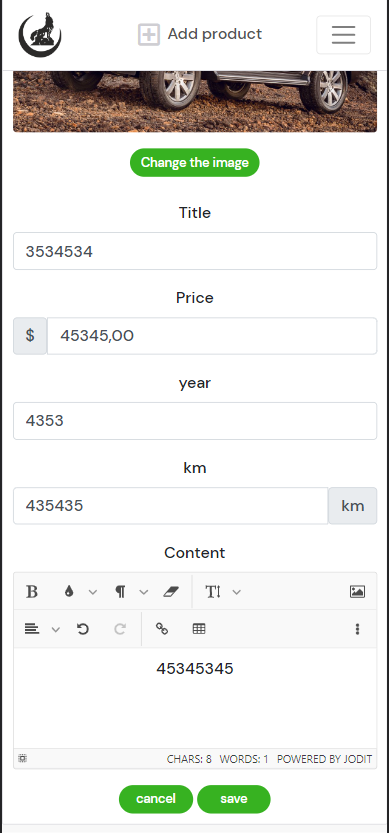 Add product
Change the image
Title
3534534
Price
$ 45345,00
year
4353
km
435435 km
Content
B T
45345345
CHARS: 8 WORDS: 1 POWERED BY JODIT
cancel save